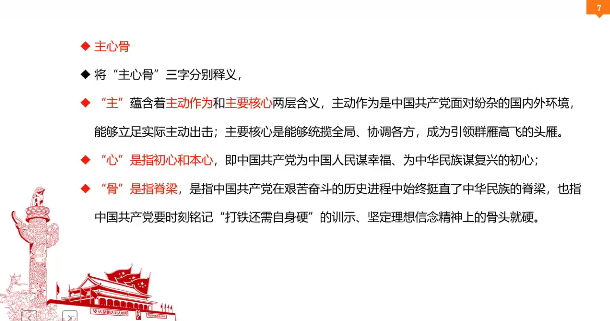 7
主心骨
将“主心骨”三字分别释义，
“主”蕴含着主动作为和主要核心两层含义，主动作为是中国共产党面对纷杂的国内外环境，
能够立足实际主动出击；主要核心是能够统揽全局、协调各方，成为引领群雁高飞的头雁。
“心”是指初心和本心，即中国共产党为中国人民谋幸福、为中华民族谋复兴的初心；
“骨”是指脊梁，是指中国共产党在艰苦奋斗的历史进程中始终挺直了中华民族的脊梁，也指
中国共产党要时刻铭记“打铁还需自身硬”的训示、坚定理想信念精神上的骨头就硬。